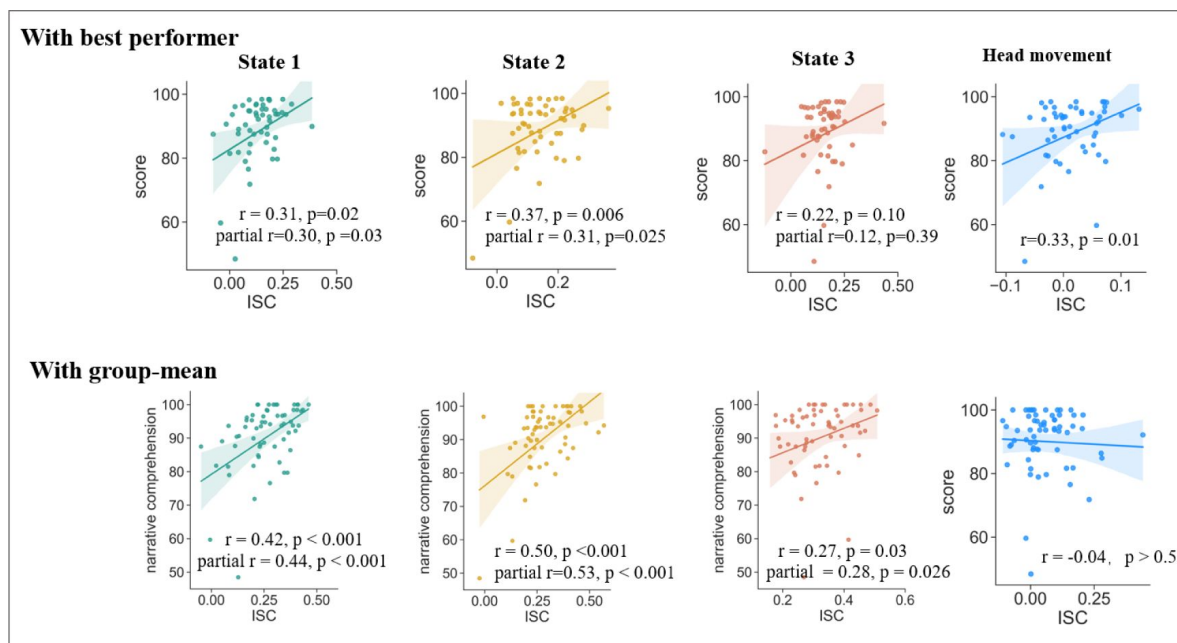 With best performer
State 1
State 2
State 3
Head movement
score
80
60
r = 0.31, p=0.02
partial r=0.30, p =0.03
0.00 0.25 0.50
ISC
score
80
60
r = 0.37, p = 0.006
partial r = 0.31, p=0.025
0.0 0.2
ISC
score
80
60
r = 0.22, p = 0.10
partial r=0.12, p=0.39
0.00 0.25 0.50
ISC
score
80
60
r=0.33, p = 0.01
−0.1 0.0 0.1
ISC
With group-mean
narrative comprehension
100
90
80
70
60
50
r = 0.42, p < 0.001
partial r = 0.44, p < 0.001
0.00 0.25 0.50
ISC
narrative comprehension
100
90
80
70
60
50
r = 0.50, p <0.001
partial r=0.53, p < 0.001
0.00 0.25 0.50
ISC
narrative comprehension
100
90
80
70
60
50
r = 0.27, p = 0.03
partial = 0.28, p = 0.026
0.2 0.4 0.6
ISC
score
100
80
60
r = -0.04, p > 0.5
0.00 0.25
ISC